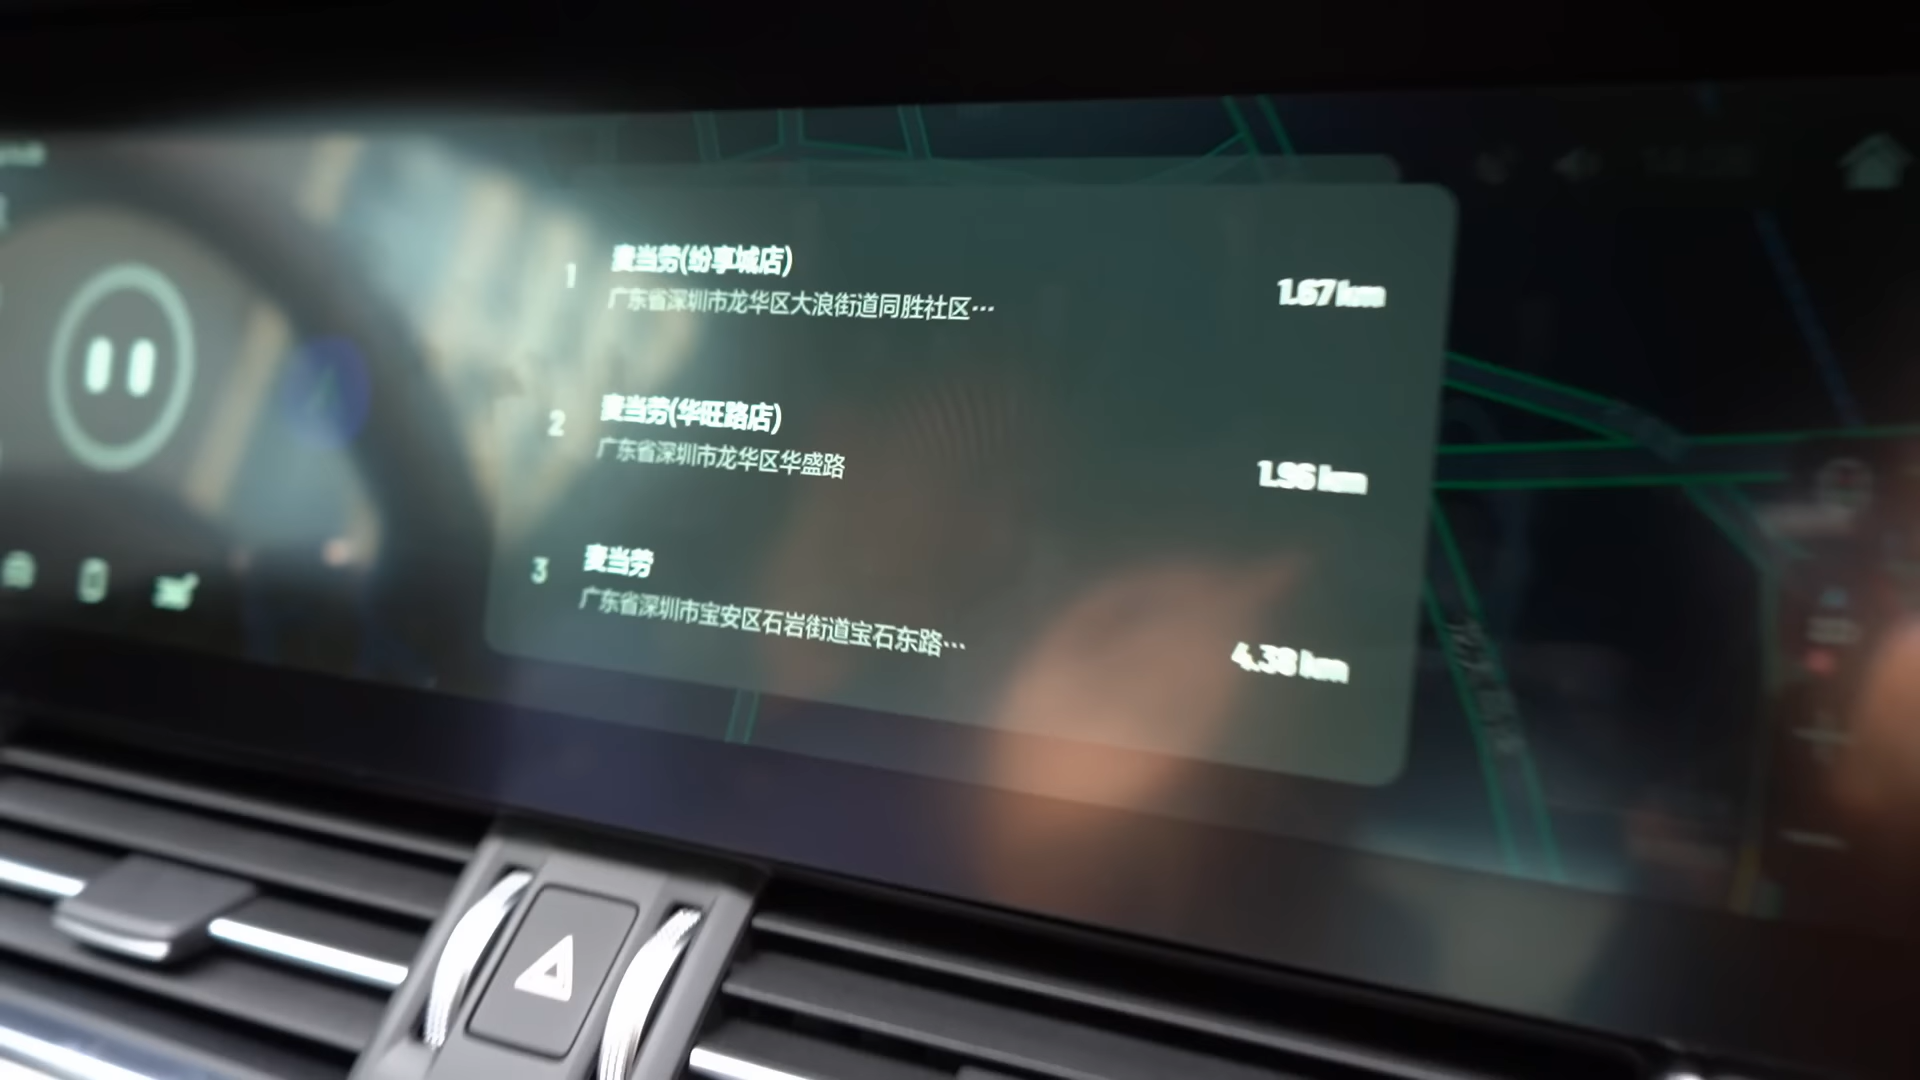 1
麦当劳(纷享城店)
广东省深圳市龙华区大浪街道同胜社区…
1.67km
2
麦当劳(华旺路店)
广东省深圳市龙华区华盛路
1.96 km
3
麦当劳
广东省深圳市宝安区石岩街道宝石东路…
4.38 km